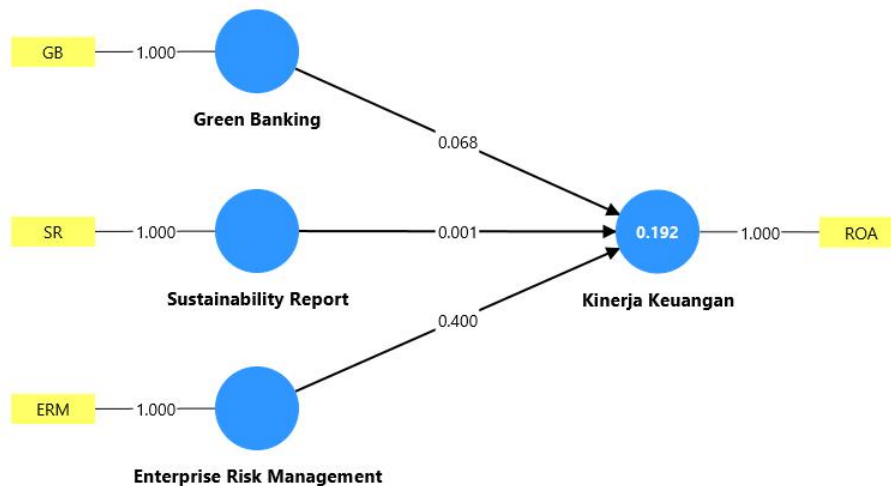 GB
1.000
Green Banking
0.068
SR
1.000
Sustainability Report
0.001
0.192
1.000
ROA
Kinerja Keuangan
0.400
ERM
1.000
Enterprise Risk Management